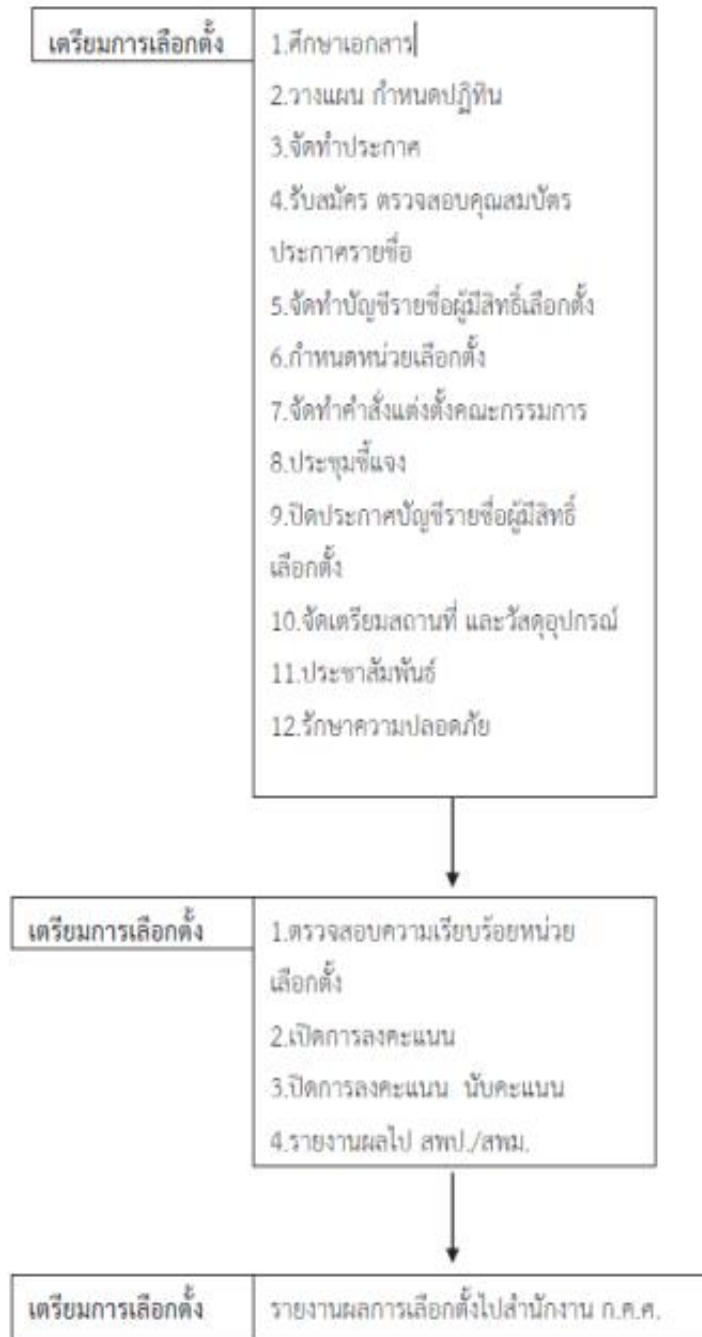 เตรียมการเลือกตั้ง
1.ศึกษาเอกสาร
2.วางแผน กำหนดปฏิทิน
3.จัดทำประกาศ
4.รับสมัคร ตรวจสอบคุณสมบัตร
ประกาศรายชื่อ
5.จัดทำบัญชีรายชื่อผู้มีสิทธิ์เลือกตั้ง
6.กำหนดหน่วยเลือกตั้ง
7.จัดทำคำสั่งแต่งตั้งคณะกรรมการ
8.ประชุมชี้แจง
9.ปิดประกาศบัญชีรายชื่อผู้มีสิทธิ์
เลือกตั้ง
10.จัดเตรียมสถานที่ และวัสดุอุปกรณ์
11.ประชาสัมพันธ์
12.รักษาความปลอดภัย
เตรียมการเลือกตั้ง
1.ตรวจสอบความเรียบร้อยหน่วย
เลือกตั้ง
2.เปิดการลงคะแนน
3.ปิดการลงคะแนน นับคะแนน
4.รายงานผลไป สพป./สพม.
เตรียมการเลือกตั้ง
รายงานผลการเลือกตั้งไปสำนักงาน ก.ค.ศ.